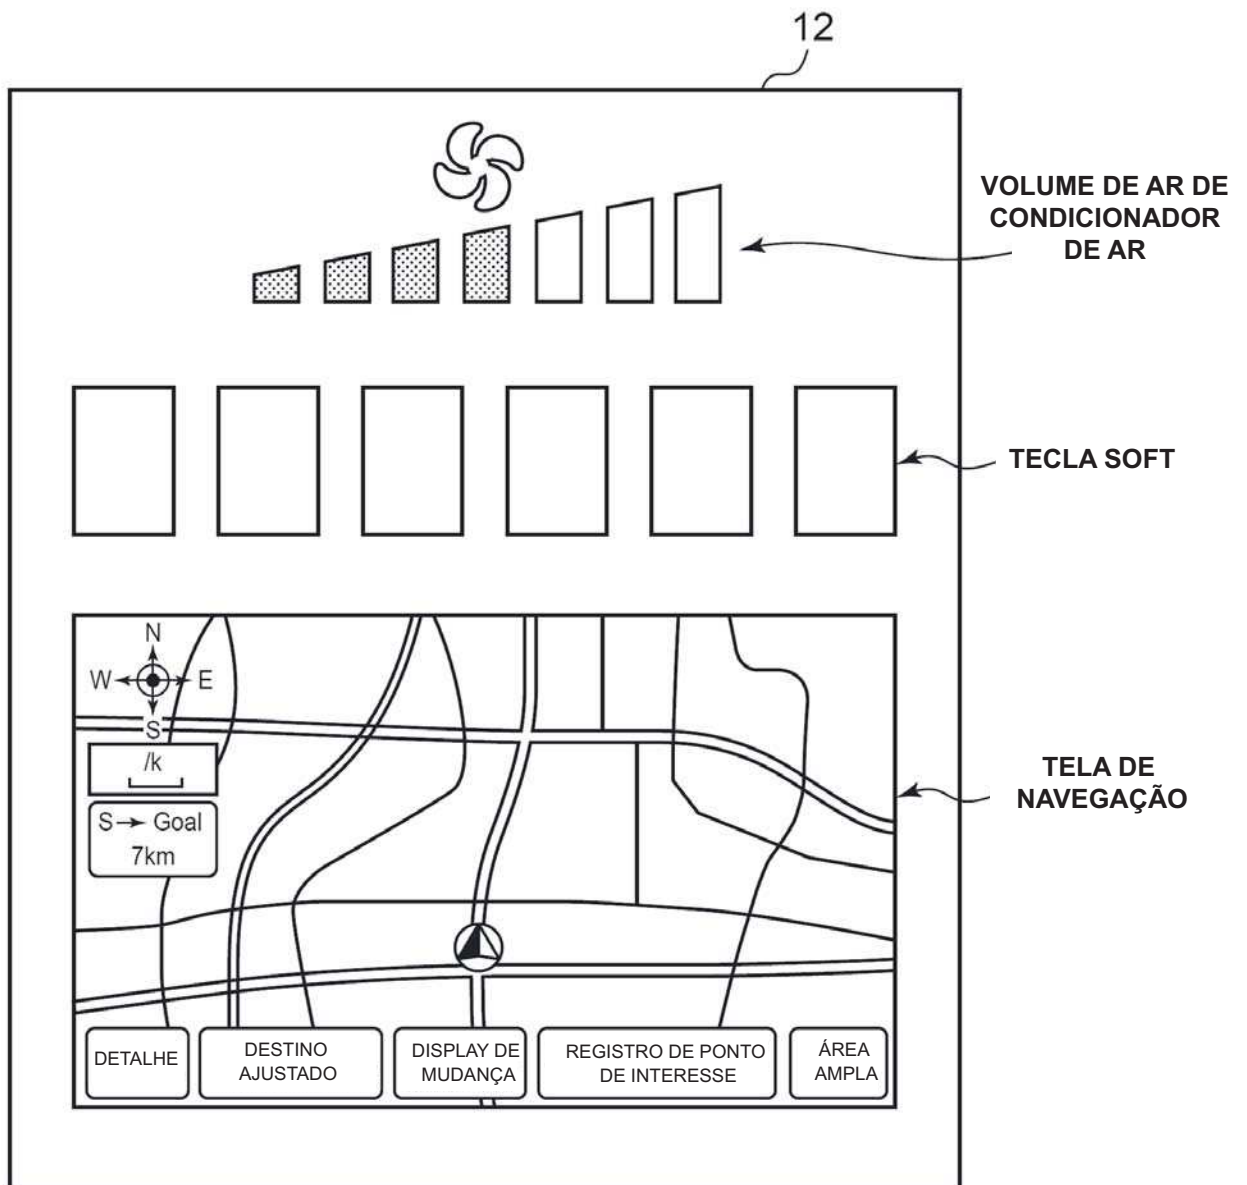 12
VOLUME DE AR DE
CONDICIONADOR
DE AR
TECLA SOFT
N
W E
S
/k
S→ Goal
7km
TELA DE
NAVEGAÇÃO
DETALHE
DESTINO
AJUSTADO
DISPLAY DE
MUDANÇA
REGISTRO DE PONTO
DE INTERESSE
ÁREA
AMPLA